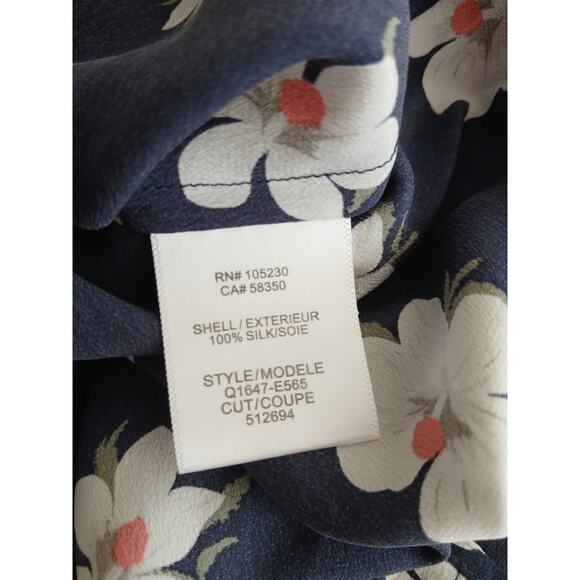 RN# 105230
CA# 58350
SHELL/EXTERIEUR
100% SILK/SOIE
STYLE/MODELE
Q1647-E565
CUT/COUPE
512694